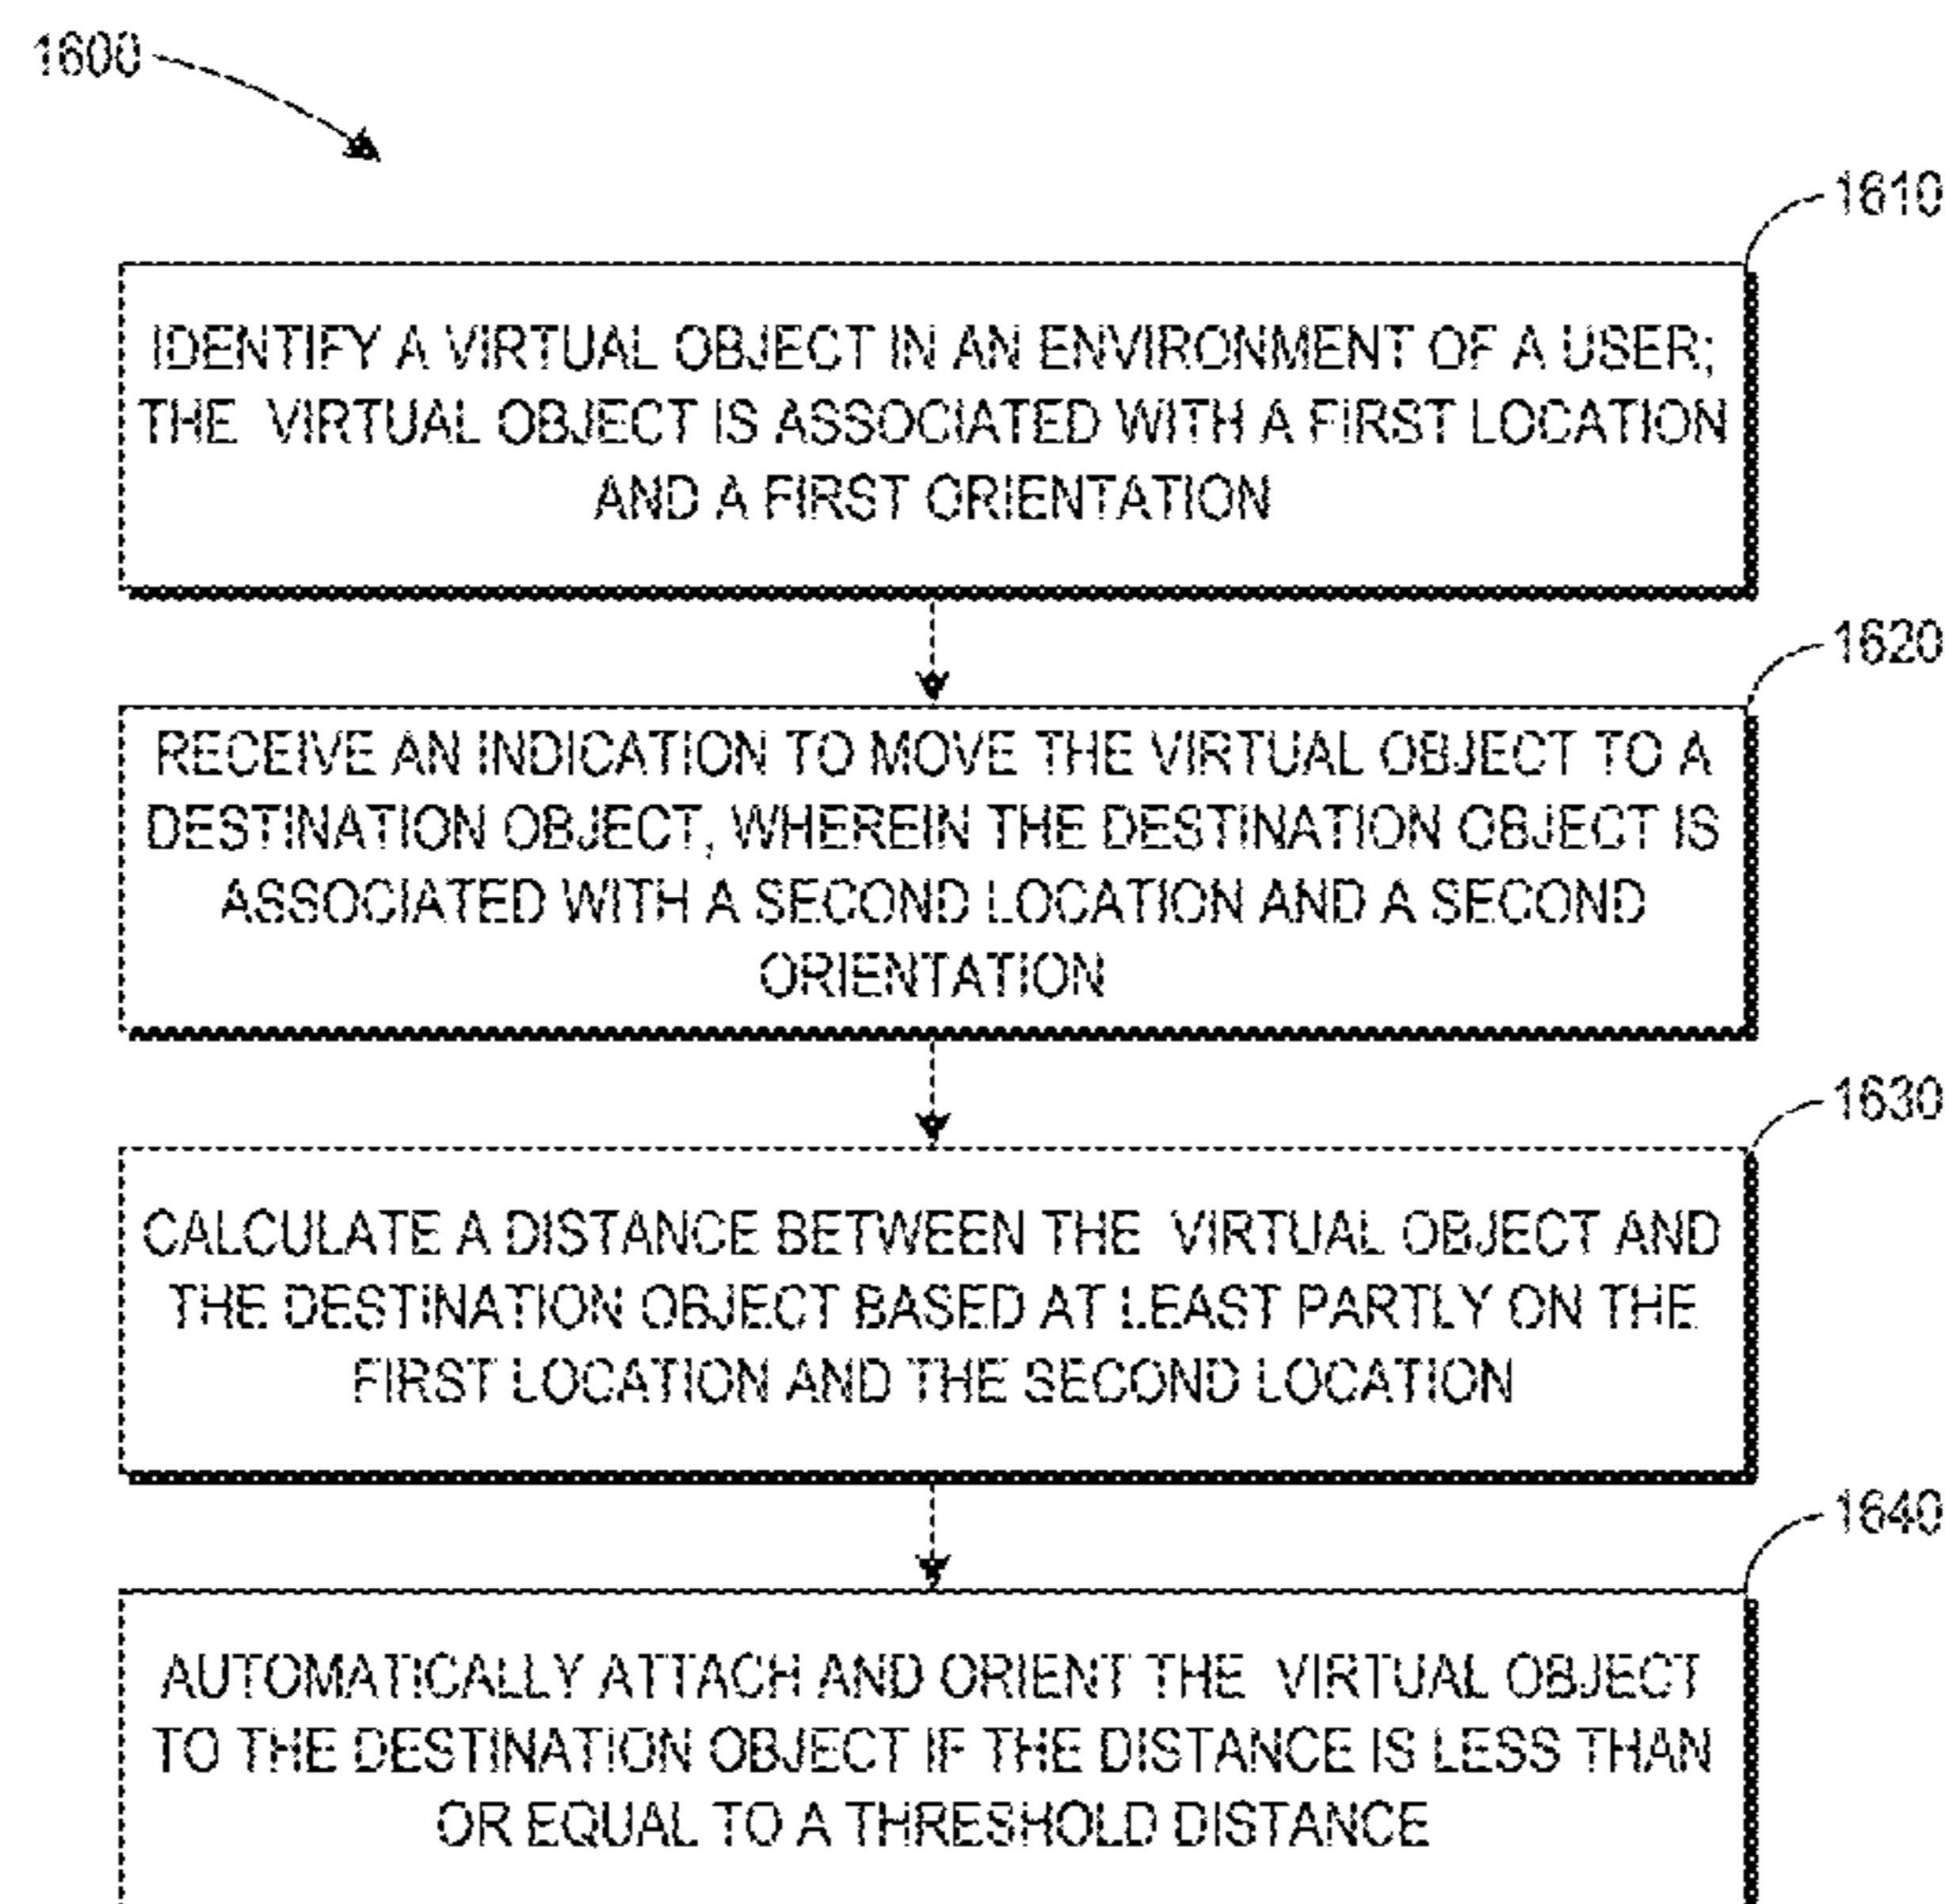 1600
1610
IDENTIFY A VIRTUAL OBJECT IN AN ENVIRONMENT OF A USER;
THE VIRTUAL OBJECT IS ASSOCIATED WITH A FIRST LOCATION
AND A FIRST ORIENTATION
1620
RECEIVE AN INDICATION TO MOVE THE VIRTUAL OBJECT TO A
DESTINATION OBJECT, WHEREIN THE DESTINATION OBJECT IS
ASSOCIATED WITH A SECOND LOCATION AND A SECOND
ORIENTATION
1630
CALCULATE A DISTANCE BETWEEN THE VIRTUAL OBJECT AND
THE DESTINATION OBJECT BASED AT LEAST PARTLY ON THE
FIRST LOCATION AND THE SECOND LOCATION
1640
AUTOMATICALLY ATTACH AND ORIENT THE VIRTUAL OBJECT
TO THE DESTINATION OBJECT IF THE DISTANCE IS LESS THAN
OR EQUAL TO A THRESHOLD DISTANCE